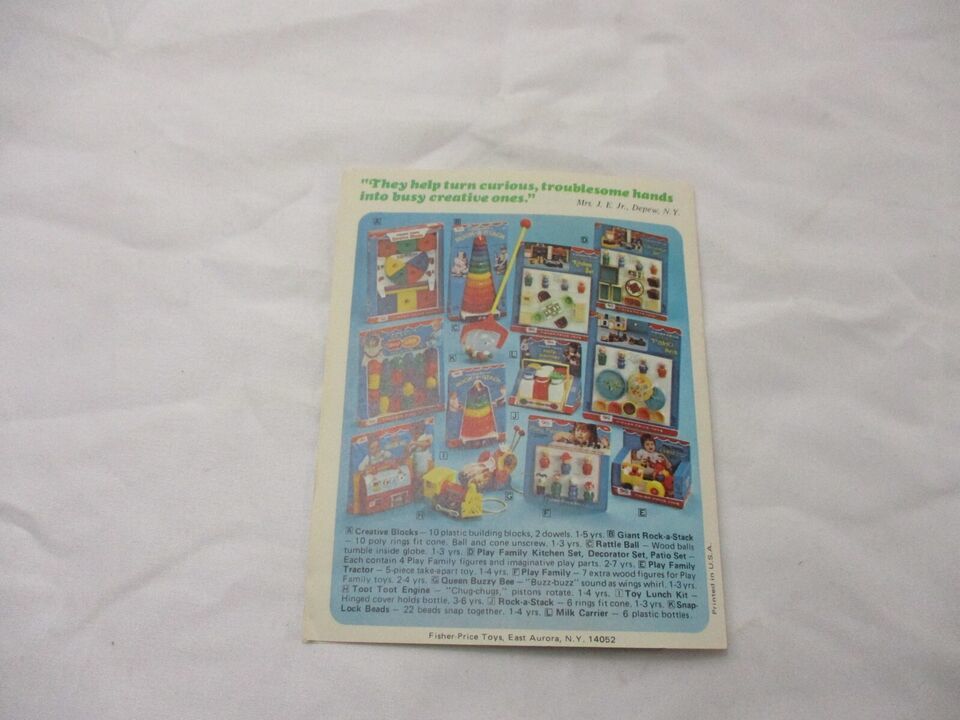 "They help turn curious, troublesome hands
into busy creative ones."
Mrs. J. E. Jr., Depew, N.Y.
A
B
C
D
K
L
J
I
G
H
F
E
A Creative Blocks — 10 plastic building blocks, 2 dowels. 1-5 yrs. B Giant Rock-a-Stack
— 10 poly rings fit cone. Ball and cone unscrew. 1-3 yrs. C Rattle Ball — Wood balls
tumble inside globe. 1-3 yrs. D Play Family Kitchen Set, Decorator Set, Patio Set —
Each contain 4 Play Family figures and imaginative play parts. 2-7 yrs. E Play Family
Tractor — 5-piece take-apart toy. 1-4 yrs. F Play Family — 7 extra wood figures for Play
Family toys. 2-4 yrs. G Queen Buzzy Bee — "Buzz-buzz" sound as wings whirl. 1-3 yrs.
H Toot Toot Engine — "Chug-chugs," pistons rotate. 1-4 yrs. I Toy Lunch Kit —
Hinged cover holds bottle. 3-6 yrs. J Rock-a-Stack — 6 rings fit cone. 1-3 yrs. K Snap-
Lock Beads — 22 beads snap together. 1-4 yrs. L Milk Carrier — 6 plastic bottles.
Printed in U.S.A.
Fisher-Price Toys, East Aurora, N.Y. 14052